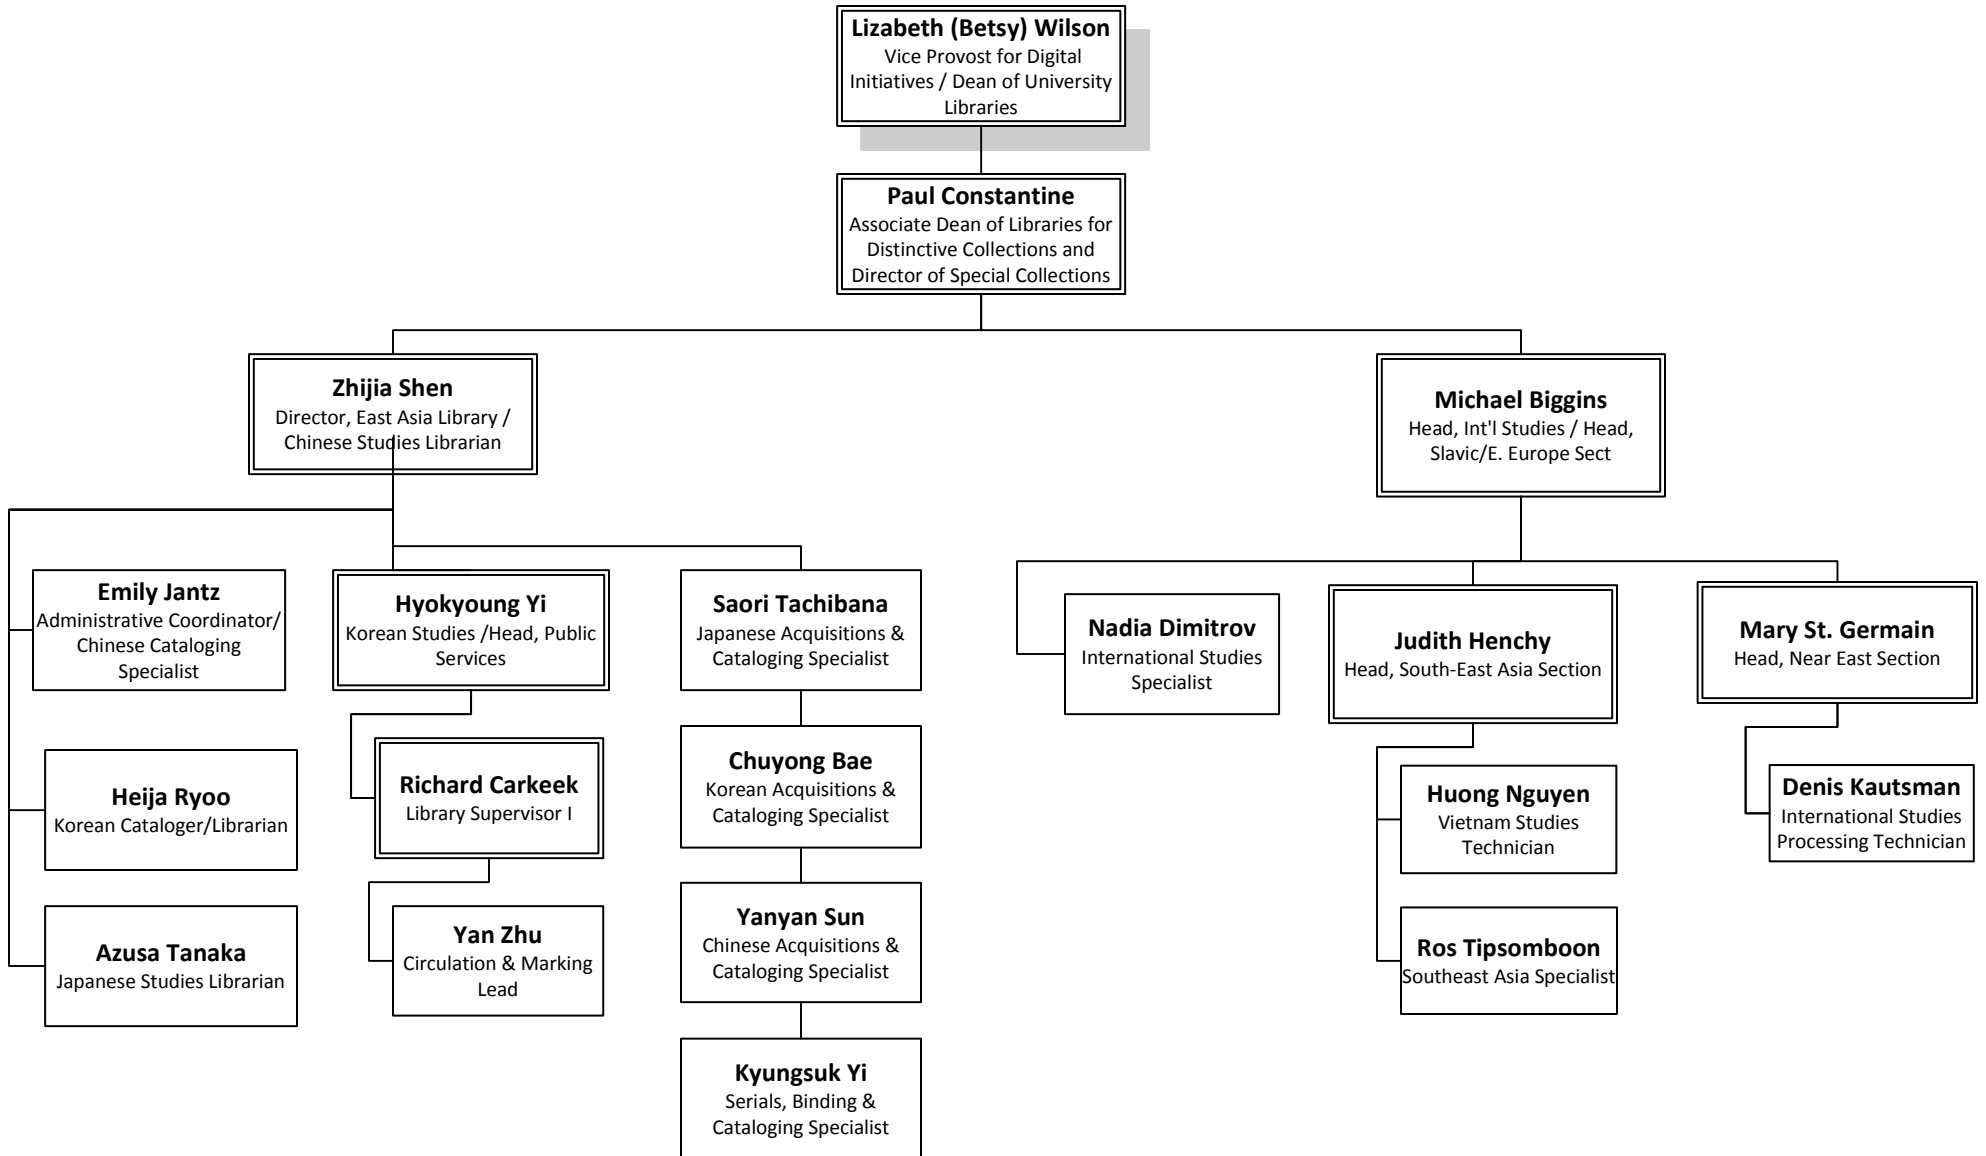 Lizabeth (Betsy) Wilson
Vice Provost for Digital
Initiatives / Dean of University
Libraries
Paul Constantine
Associate Dean of Libraries for
Distinctive Collections and
Director of Special Collections
Zhijia Shen
Director, East Asia Library /
Chinese Studies Librarian
Michael Biggins
Head, Int'l Studies / Head,
Slavic/E. Europe Sect
Emily Jantz
Administrative Coordinator/
Chinese Cataloging
Specialist
Hyokyoung Yi
Korean Studies /Head, Public
Services
Saori Tachibana
Japanese Acquisitions &
Cataloging Specialist
Nadia Dimitrov
International Studies
Specialist
Judith Henchy
Head, South-East Asia Section
Mary St. Germain
Head, Near East Section
Heija Ryoo
Korean Cataloger/Librarian
Richard Carkeek
Library Supervisor I
Chuyong Bae
Korean Acquisitions &
Cataloging Specialist
Huong Nguyen
Vietnam Studies
Technician
Denis Kautsman
International Studies
Processing Technician
Azusa Tanaka
Japanese Studies Librarian
Yan Zhu
Circulation & Marking
Lead
Yanyan Sun
Chinese Acquisitions &
Cataloging Specialist
Ros Tipsomboon
Southeast Asia Specialist
Kyungsuk Yi
Serials, Binding &
Cataloging Specialist